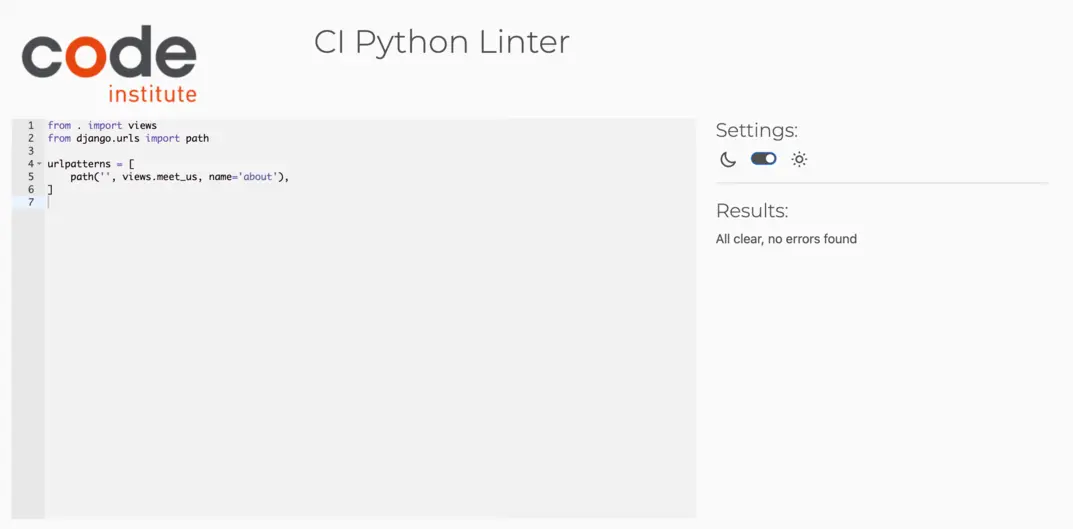 code
institute
CI Python Linter
1 from . import views
2 from django.urls import path
3
4 urlpatterns = [
5     path('', views.meet_us, name='about'),
6 ]
7
Settings:
Results:
All clear, no errors found